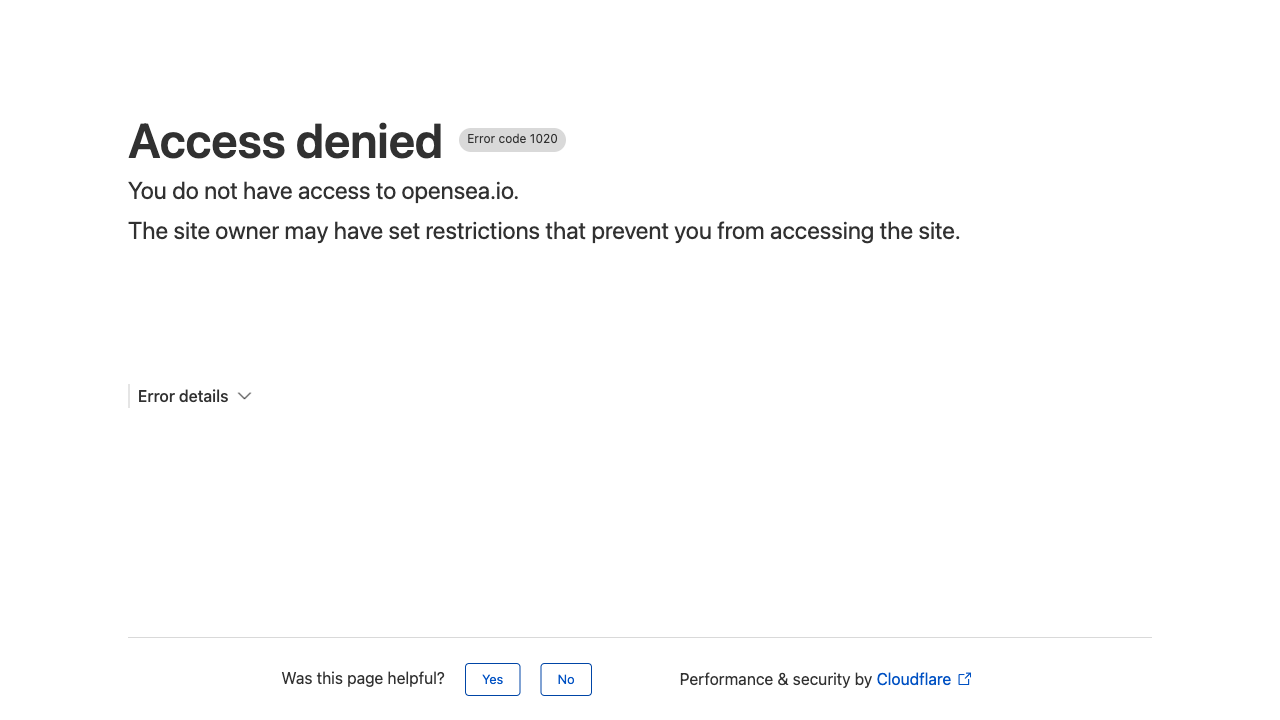 Access denied Error code 1020
You do not have access to opensea.io.
The site owner may have set restrictions that prevent you from accessing the site.
Error details
Was this page helpful? Yes No Performance & security by Cloudflare